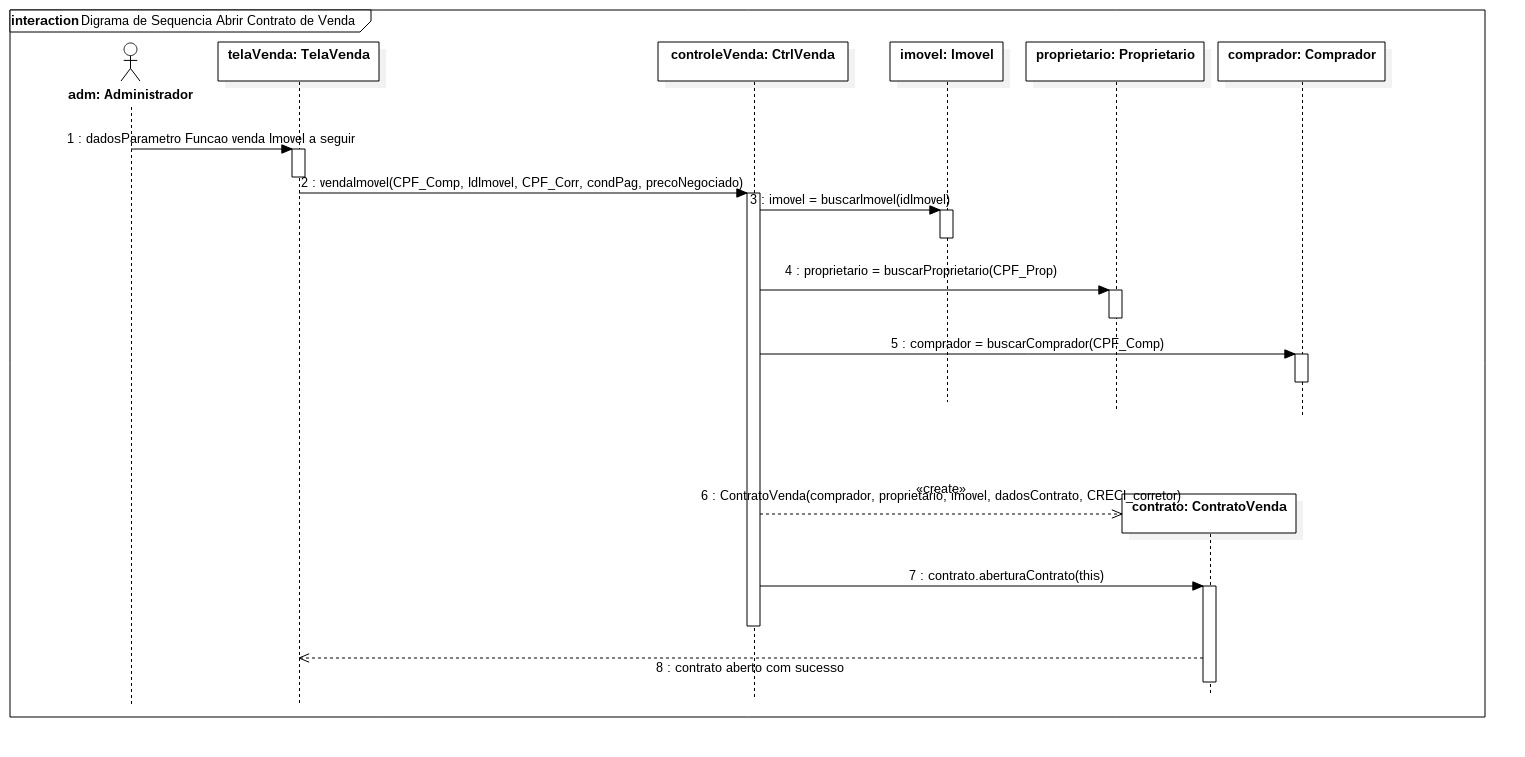 interaction Digrama de Sequencia Abrir Contrato de Venda
telaVenda: TelaVenda
controleVenda: CtrlVenda
imovel: Imovel
proprietario: Proprietario
comprador: Comprador
adm: Administrador
1 : dadosParametro Funcao venda Imovel a seguir
2 : vendaImovel(CPF_Comp, IdImovel, CPF_Corr, condPag, precoNegociado)
3 : imovel = buscarImovel(idImovel)
4 : proprietario = buscarProprietario(CPF_Prop)
5 : comprador = buscarComprador(CPF_Comp)
«create»
6 : ContratoVenda(comprador, proprietario, imovel, dadosContrato, CRECI_corretor)
contrato: ContratoVenda
7 : contrato.aberturaContrato(this)
8 : contrato aberto com sucesso